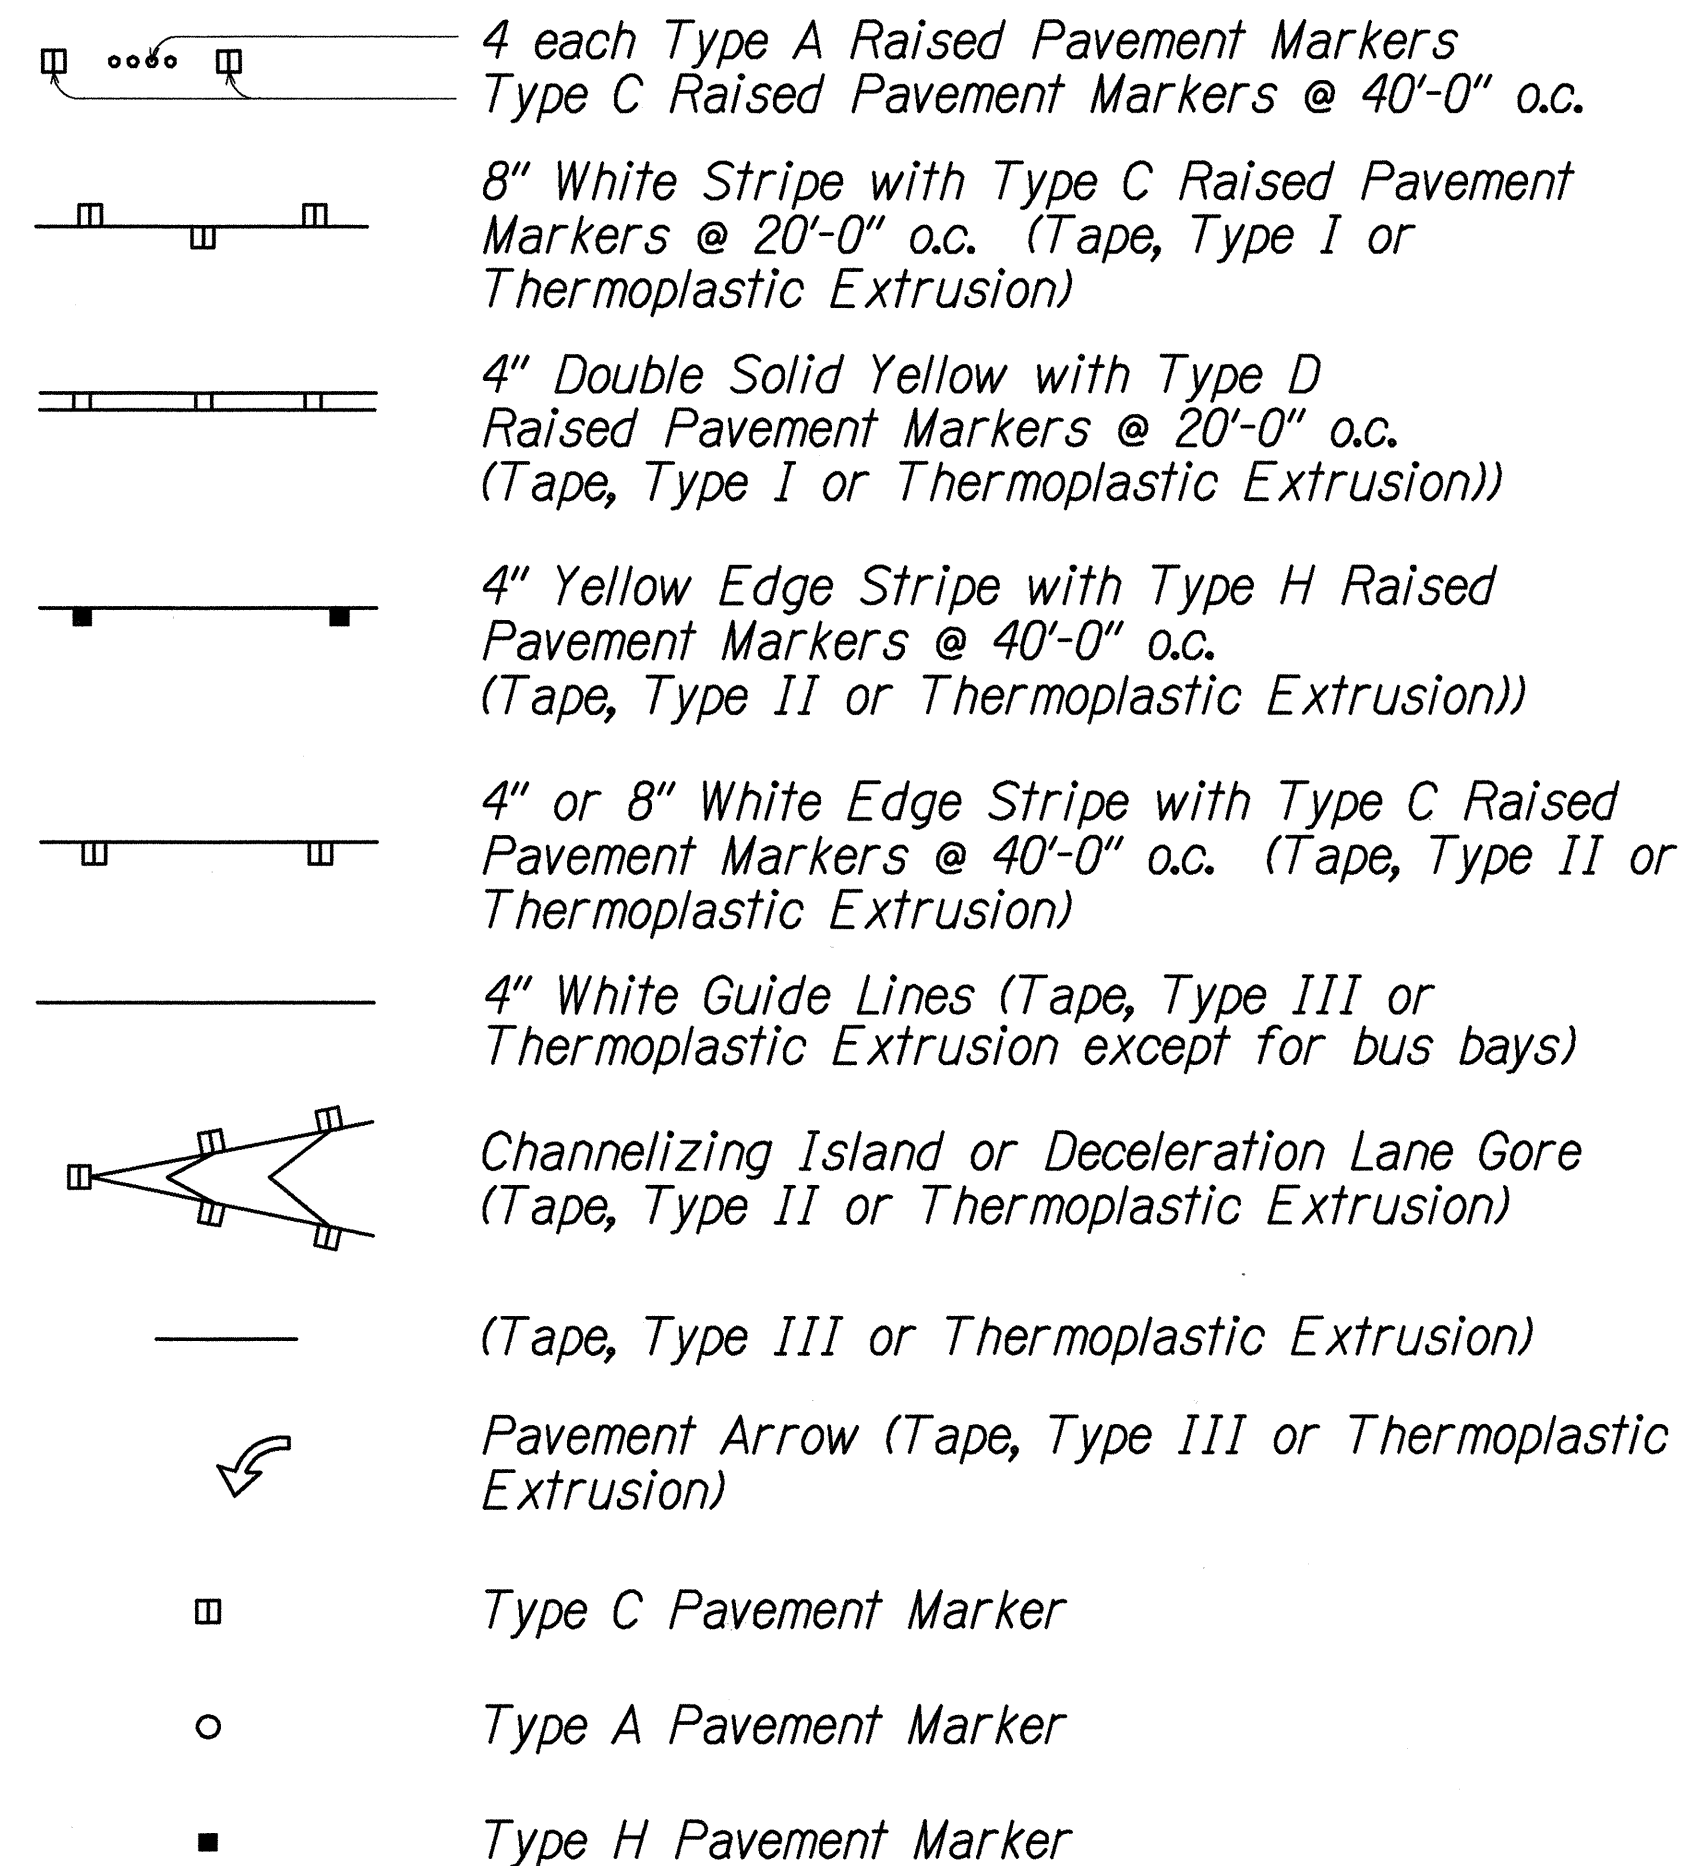 4 each Type A Raised Pavement Markers
Type C Raised Pavement Markers @ 40'-0" o.c.
8" White Stripe with Type C Raised Pavement
Markers @ 20'-0" o.c. (Tape, Type I or
Thermoplastic Extrusion)
4" Double Solid Yellow with Type D
Raised Pavement Markers @ 20'-0" o.c.
(Tape, Type I or Thermoplastic Extrusion))
4" Yellow Edge Stripe with Type H Raised
Pavement Markers @ 40'-0" o.c.
(Tape, Type II or Thermoplastic Extrusion))
4" or 8" White Edge Stripe with Type C Raised
Pavement Markers @ 40'-0" o.c. (Tape, Type II or
Thermoplastic Extrusion)
4" White Guide Lines (Tape, Type III or
Thermoplastic Extrusion except for bus bays)
Channelizing Island or Deceleration Lane Gore
(Tape, Type II or Thermoplastic Extrusion)
(Tape, Type III or Thermoplastic Extrusion)
Pavement Arrow (Tape, Type III or Thermoplastic
Extrusion)
Type C Pavement Marker
Type A Pavement Marker
Type H Pavement Marker